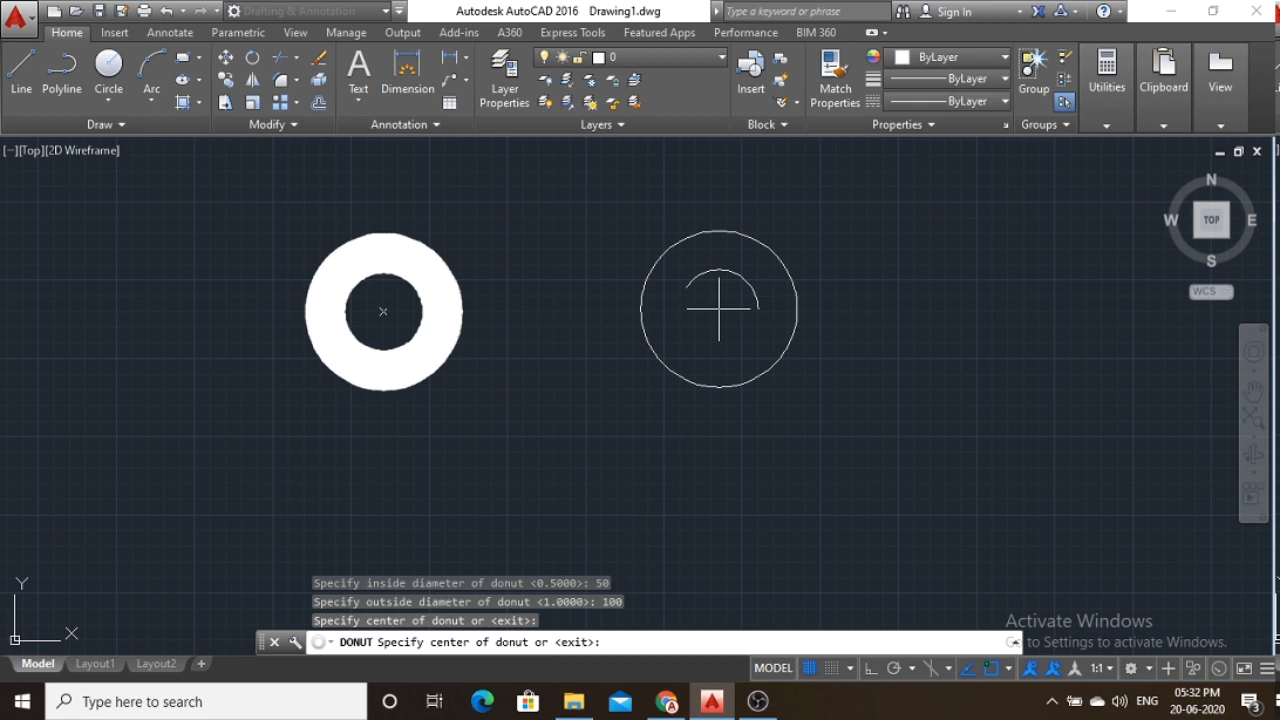 Drafting & Annotation
Autodesk AutoCAD 2016 Drawing1.dwg
Type a keyword or phrase
Sign In
Home Insert Annotate Parametric View Manage Output Add-ins A360 Express Tools Featured Apps Performance BIM 360
0
ByLayer
ByLayer
ByLayer
Line Polyline Circle Arc Text Dimension Layer Properties Insert Match Properties Group Utilities Clipboard View
Draw Modify Annotation Layers Block Properties Groups
[−][Top][2D Wireframe]
N
W TOP E
S
WCS
Specify inside diameter of donut <0.5000>: 50
Specify outside diameter of donut <1.0000>: 100
Specify center of donut or <exit>:
DONUT Specify center of donut or <exit>:
Y
X
Activate Windows
to Settings to activate Windows.
Model Layout1 Layout2 +
MODEL 1:1
Type here to search
ENG
05:32 PM
20-06-2020
3